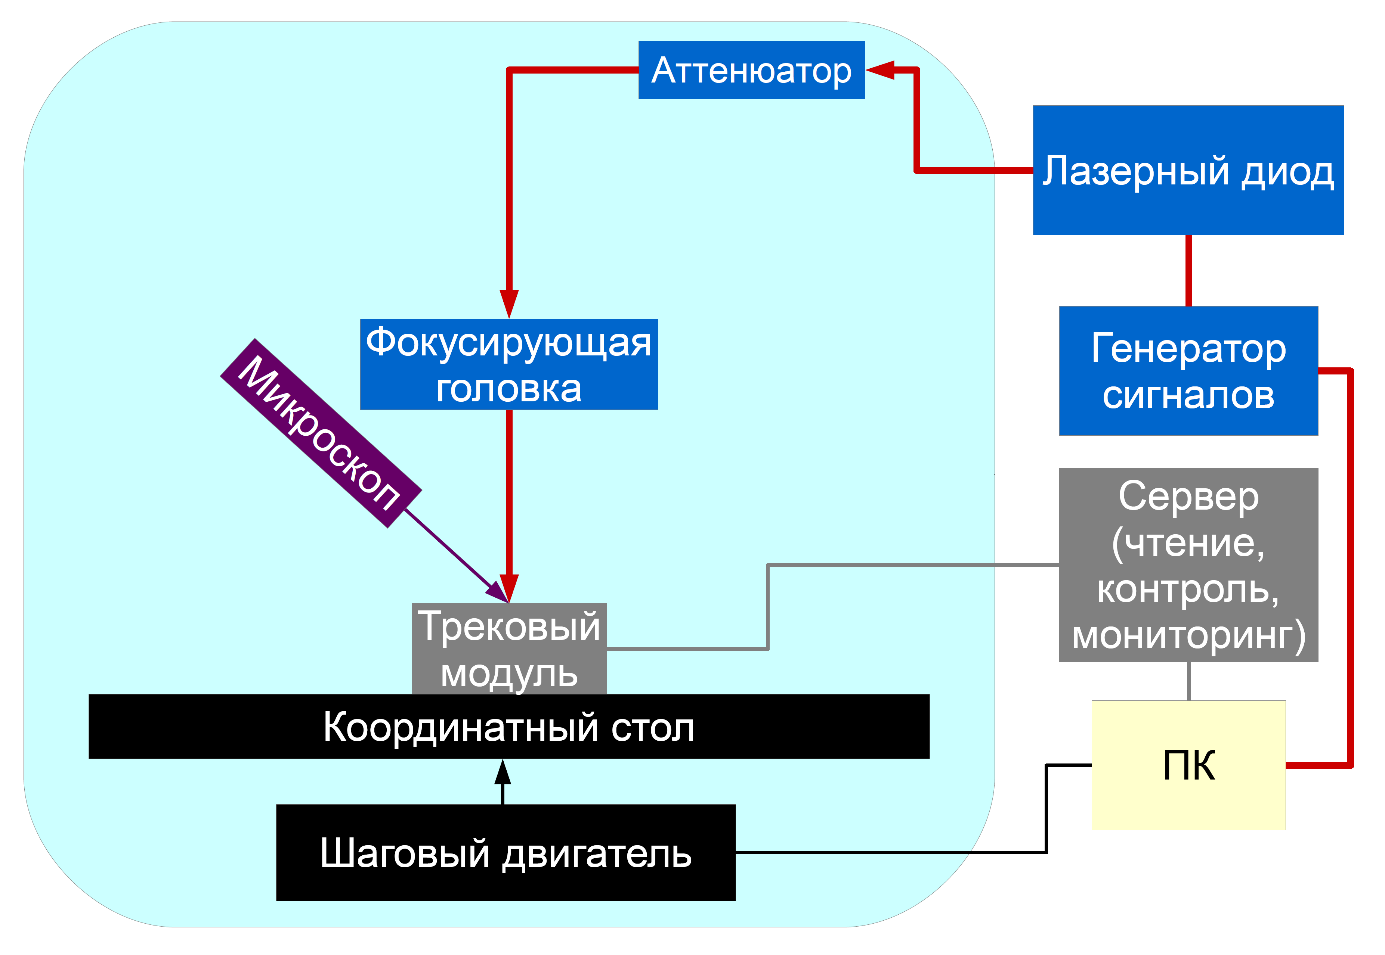 Аттенюатор
Лазерный диод
Фокусирующая
головка
Генератор
сигналов
Микроскоп
Сервер
(чтение,
контроль,
мониторинг)
Трековый
модуль
Координатный стол
ПК
Шаговый двигатель